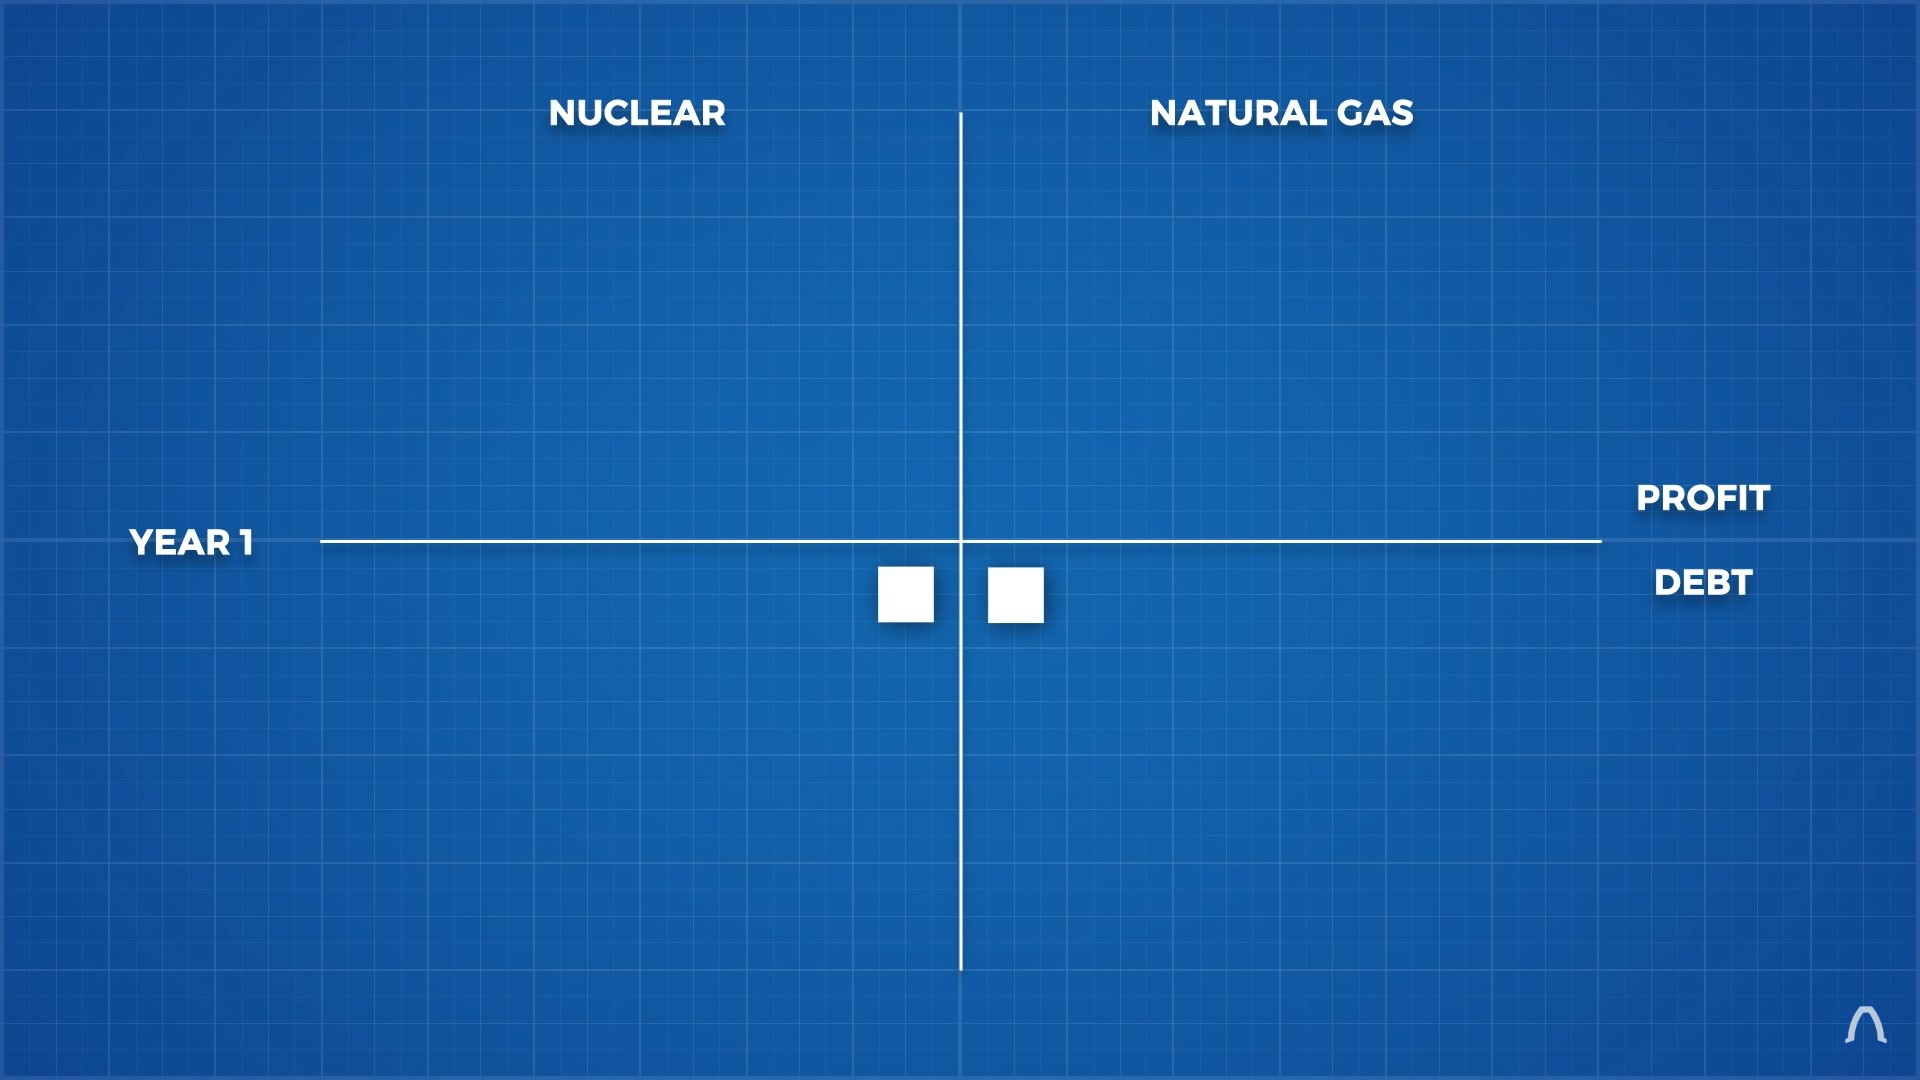 NUCLEAR
NATURAL GAS
PROFIT
YEAR 1
DEBT